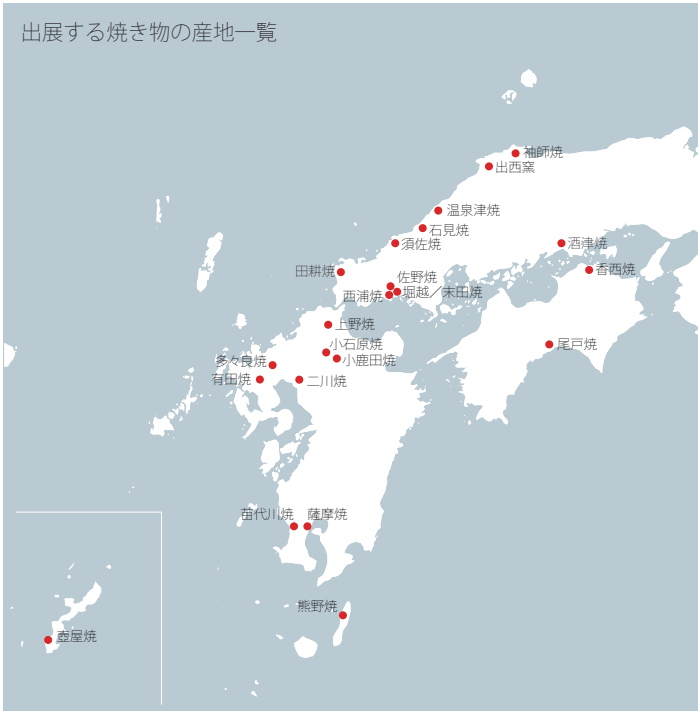 出展する焼き物の産地一覧
袖師焼
出西窯
温泉津焼
石見焼
須佐焼
酒津焼
香西焼
田耕焼
佐野焼
堀越／末田焼
西浦焼
上野焼
小石原焼
小鹿田焼
尾戸焼
多々良焼
有田焼
二川焼
苗代川焼
薩摩焼
熊野焼
壺屋焼